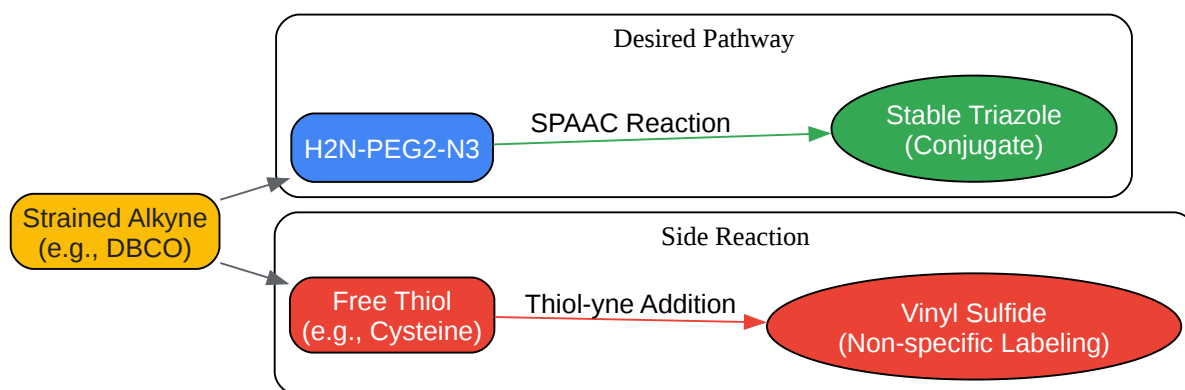 Desired Pathway
H2N-PEG2-N3
SPAAC Reaction
Stable Triazole
(Conjugate)
Strained Alkyne
(e.g., DBCO)
Side Reaction
Free Thiol
(e.g., Cysteine)
Thiol-yne Addition
Vinyl Sulfide
(Non-specific Labeling)